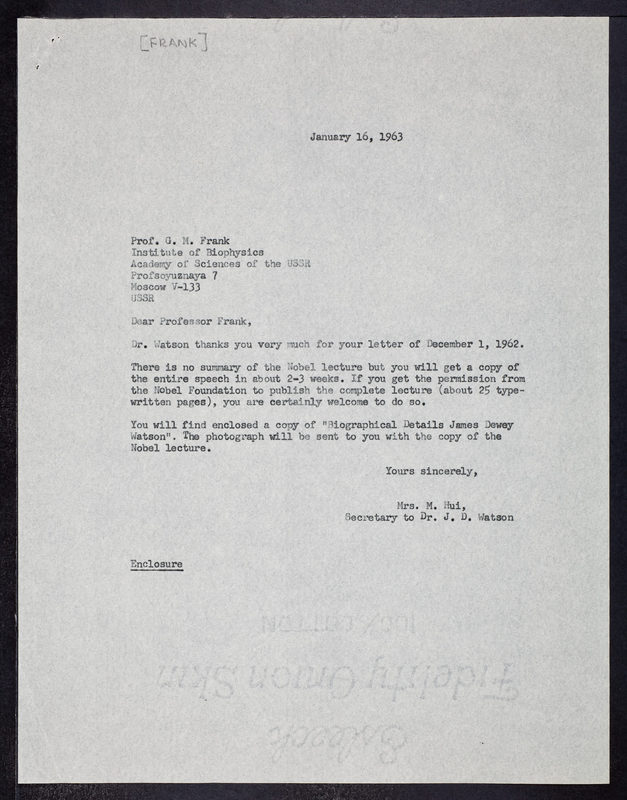 [FRANK]
January 16, 1963
Prof. G. M. Frank
Institute of Biophysics
Academy of Sciences of the USSR
Profsoyuznaya 7
Moscow V-133
USSR
Dear Professor Frank,
Dr. Watson thanks you very much for your letter of December 1, 1962.
There is no summary of the Nobel lecture but you will get a copy of
the entire speech in about 2-3 weeks. If you get the permission from
the Nobel Foundation to publish the complete lecture (about 25 type-
written pages), you are certainly welcome to do so.
You will find enclosed a copy of "Biographical Details James Dewey
Watson". The photograph will be sent to you with the copy of the
Nobel lecture.
Yours sincerely,
Mrs. M. Hui,
Secretary to Dr. J. D. Watson
Enclosure
100% COTTON
Fidelity Onion Skin
Esleeck